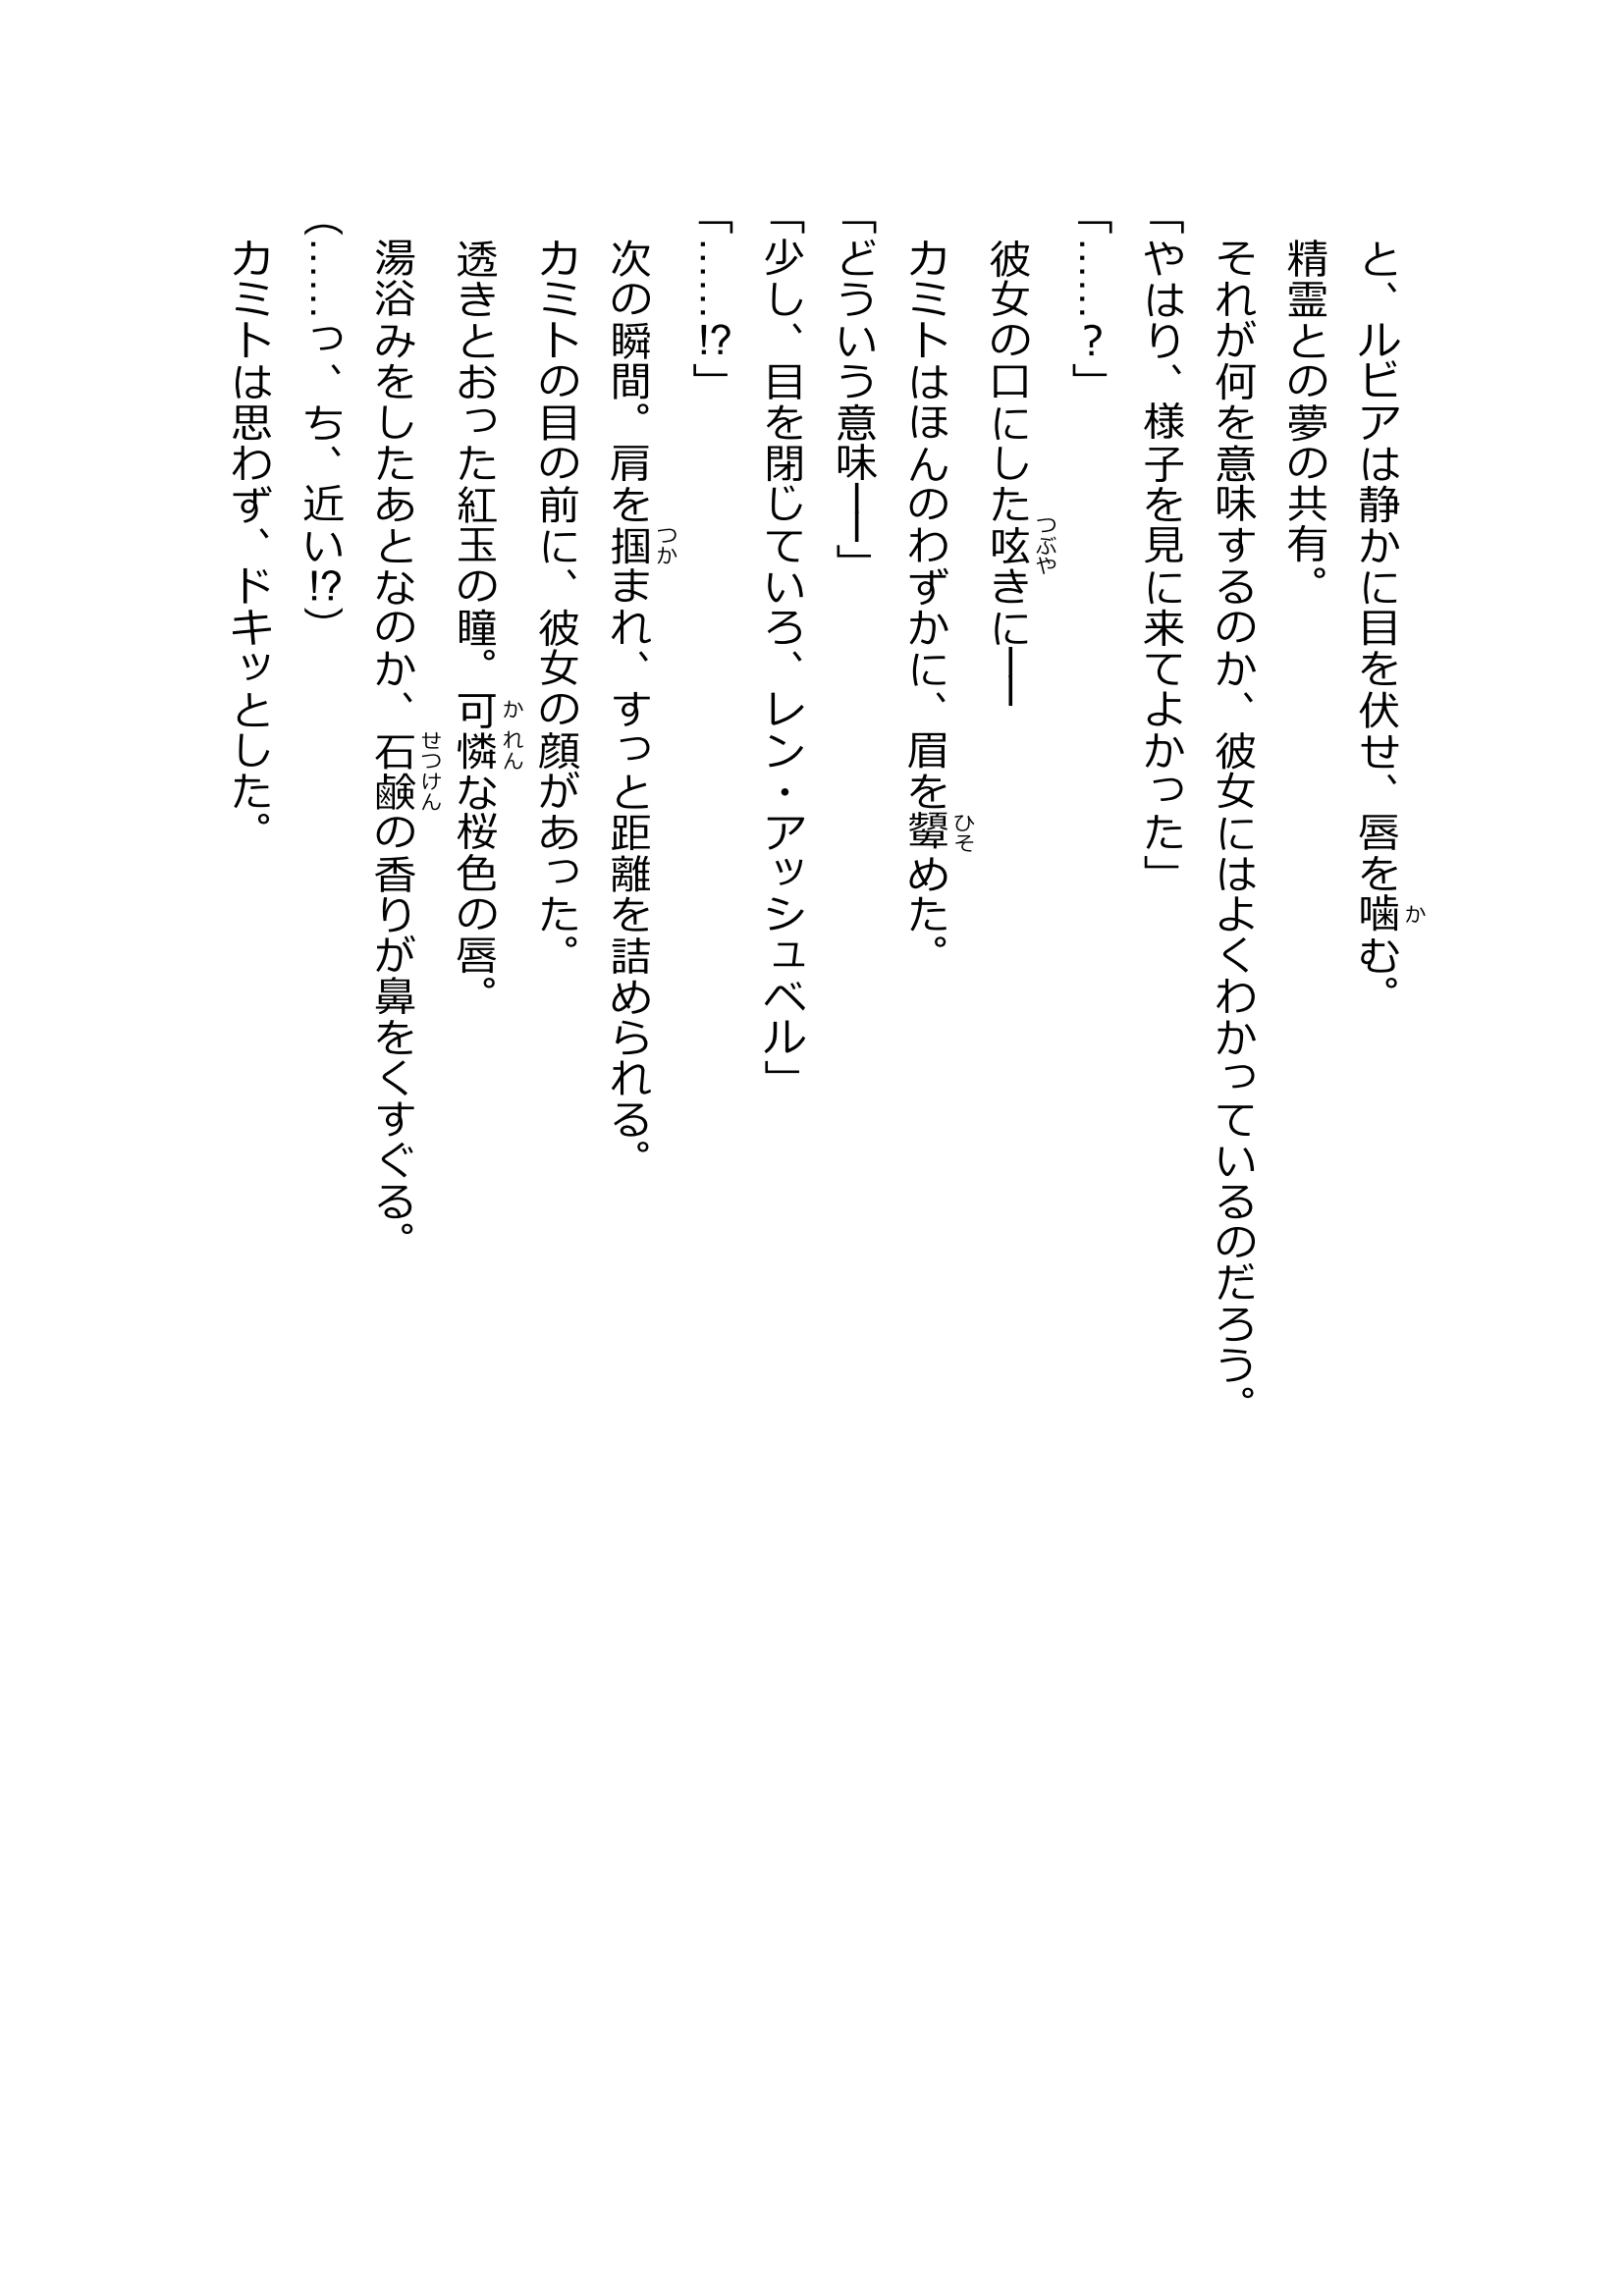 と、ルビアは静かに目を伏せ、唇を噛む。
精霊との夢の共有。
それが何を意味するのか、彼女にはよくわかっているのだろう。
「やはり、様子を見に来てよかった」
「……？」
彼女の口にした呟きに――
カミトはほんのわずかに、眉を顰めた。
「どういう意味――」
「少し、目を閉じていろ、レン・アッシュベル」
「……⁉」
次の瞬間。肩を掴まれ、すっと距離を詰められる。
カミトの目の前に、彼女の顔があった。
透きとおった紅玉の瞳。可憐な桜色の唇。
湯浴みをしたあとなのか、石鹸の香りが鼻をくすぐる。
（……っ、ち、近い⁉）
カミトは思わず、ドキッとした。